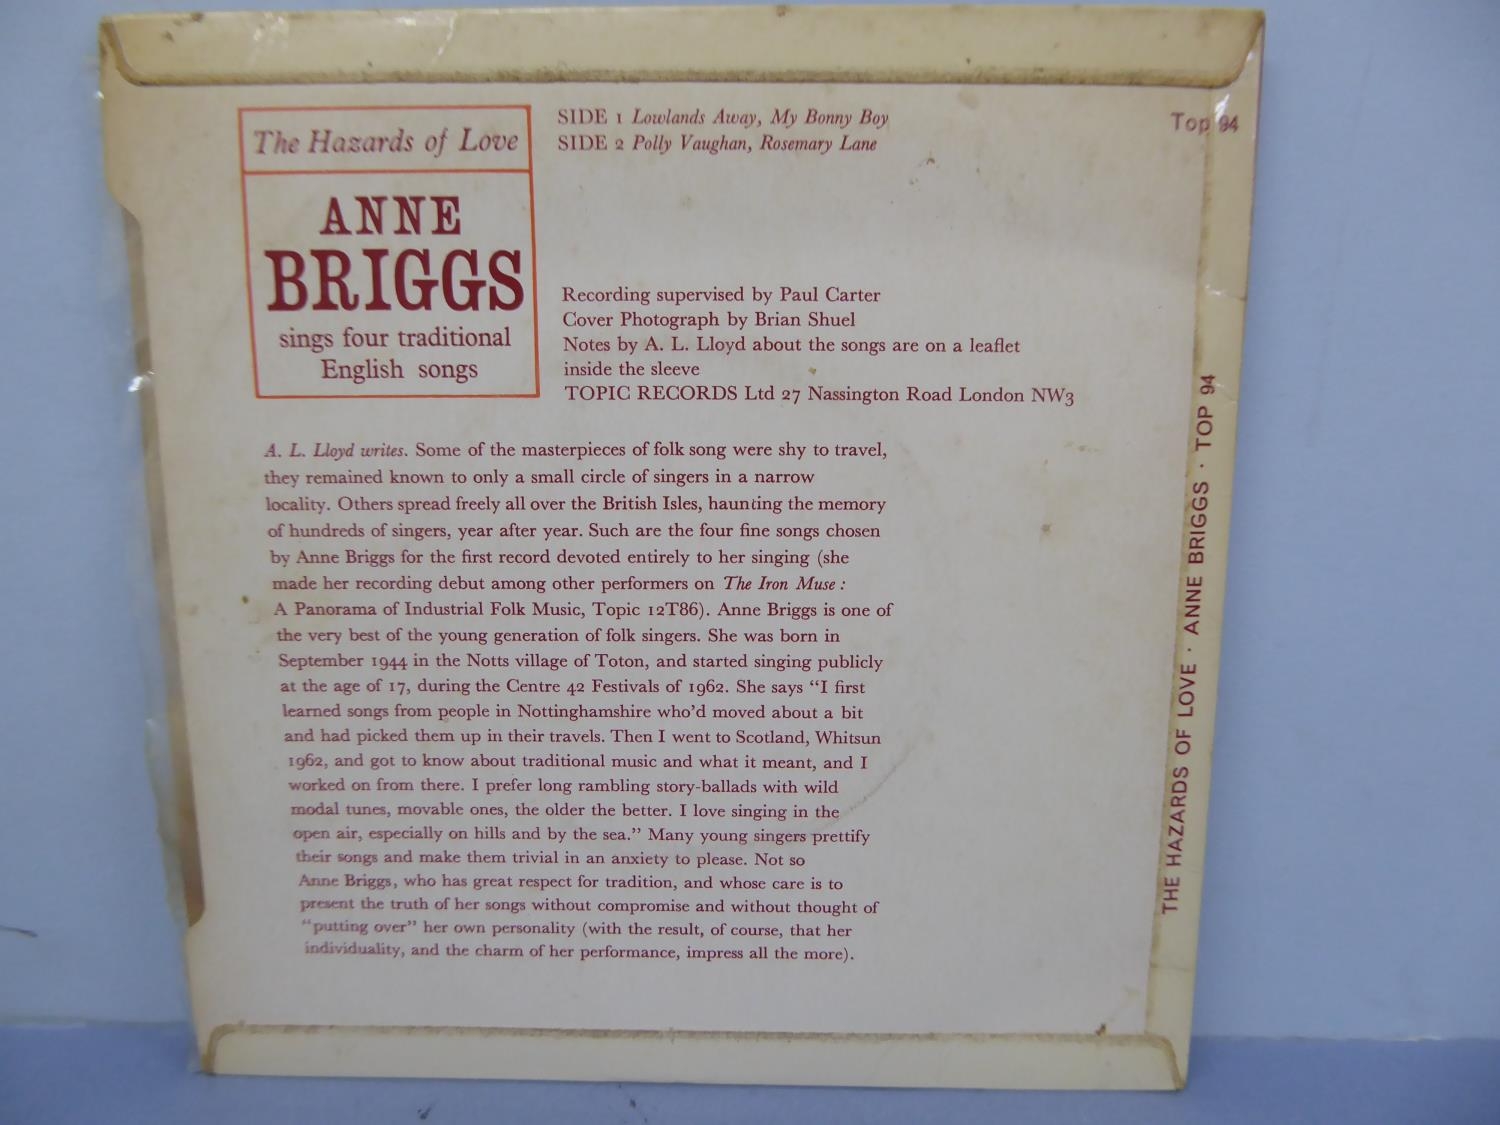 The Hazards of Love
ANNE
BRIGGS
sings four traditional
English songs
SIDE 1 Lowlands Away, My Bonny Boy
SIDE 2 Polly Vaughan, Rosemary Lane
Top 94
Recording supervised by Paul Carter
Cover Photograph by Brian Shuel
Notes by A. L. Lloyd about the songs are on a leaflet
inside the sleeve
TOPIC RECORDS Ltd 27 Nassington Road London NW3
A. L. Lloyd writes. Some of the masterpieces of folk song were shy to travel,
they remained known to only a small circle of singers in a narrow
locality. Others spread freely all over the British Isles, haunting the memory
of hundreds of singers, year after year. Such are the four fine songs chosen
by Anne Briggs for the first record devoted entirely to her singing (she
made her recording debut among other performers on The Iron Muse :
A Panorama of Industrial Folk Music, Topic 12T86). Anne Briggs is one of
the very best of the young generation of folk singers. She was born in
September 1944 in the Notts village of Toton, and started singing publicly
at the age of 17, during the Centre 42 Festivals of 1962. She says “I first
learned songs from people in Nottinghamshire who’d moved about a bit
and had picked them up in their travels. Then I went to Scotland, Whitsun
1962, and got to know about traditional music and what it meant, and I
worked on from there. I prefer long rambling story-ballads with wild
modal tunes, movable ones, the older the better. I love singing in the
open air, especially on hills and by the sea.” Many young singers prettify
their songs and make them trivial in an anxiety to please. Not so
Anne Briggs, who has great respect for tradition, and whose care is to
present the truth of her songs without compromise and without thought of
“putting over” her own personality (with the result, of course, that her
individuality, and the charm of her performance, impress all the more).
THE HAZARDS OF LOVE · ANNE BRIGGS · TOP 94